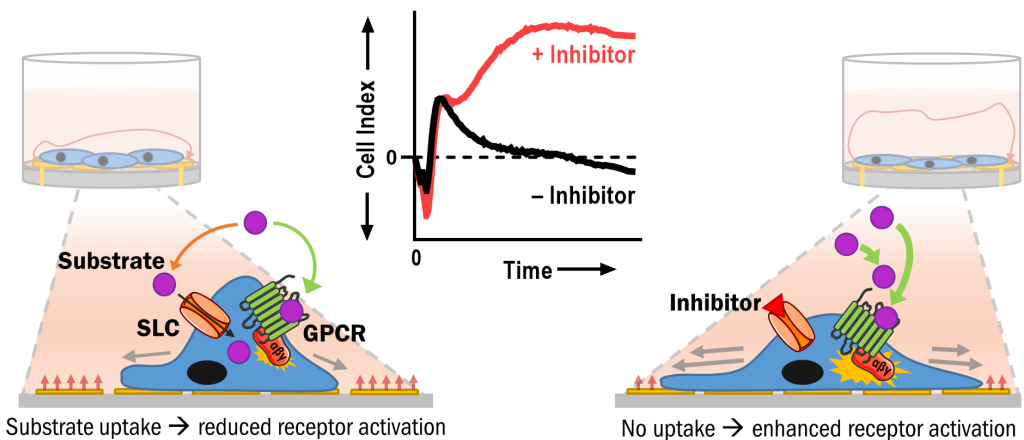 Cell Index
+ Inhibitor
0
– Inhibitor
0
Time
Substrate
SLC
GPCR
αβγ
Substrate uptake → reduced receptor activation
Inhibitor
αβγ
No uptake → enhanced receptor activation